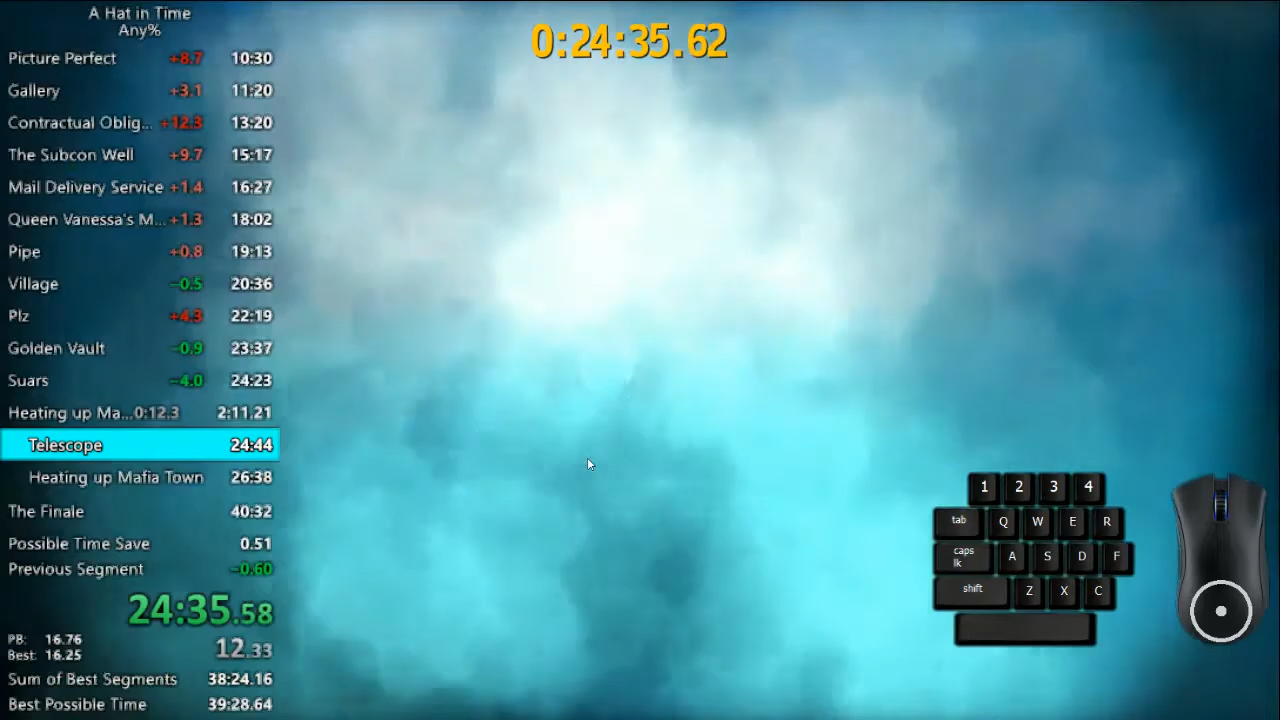 A Hat in Time
Any%
0:24:35.62
Picture Perfect +8.7 10:30
Gallery +3.1 11:20
Contractual Oblig... +12.3 13:20
The Subcon Well +9.7 15:17
Mail Delivery Service +1.4 16:27
Queen Vanessa's M... +1.3 18:02
Pipe +0.8 19:13
Village −0.5 20:36
Plz +4.3 22:19
Golden Vault −0.9 23:37
Suars −4.0 24:23
Heating up Ma...0:12.3 2:11.21
Telescope 24:44
Heating up Mafia Town 26:38
The Finale 40:32
Possible Time Save 0.51
Previous Segment −0.60
24:35.58
PB: 16.76
Best: 16.25
12.33
Sum of Best Segments 38:24.16
Best Possible Time 39:28.64
1 2 3 4
tab Q W E R
caps lk A S D F
shift Z X C